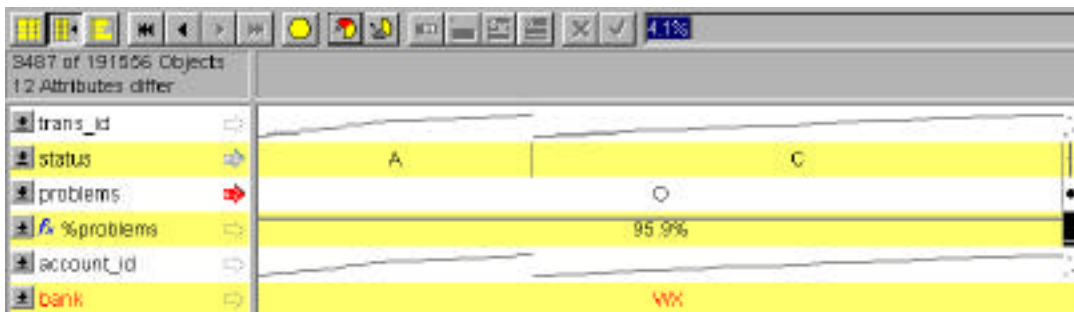 4.1%
3487 of 191556 Objects
12 Attributes differ
trans_id
status A C
problems
%problems 95.9%
account_id
bank WX